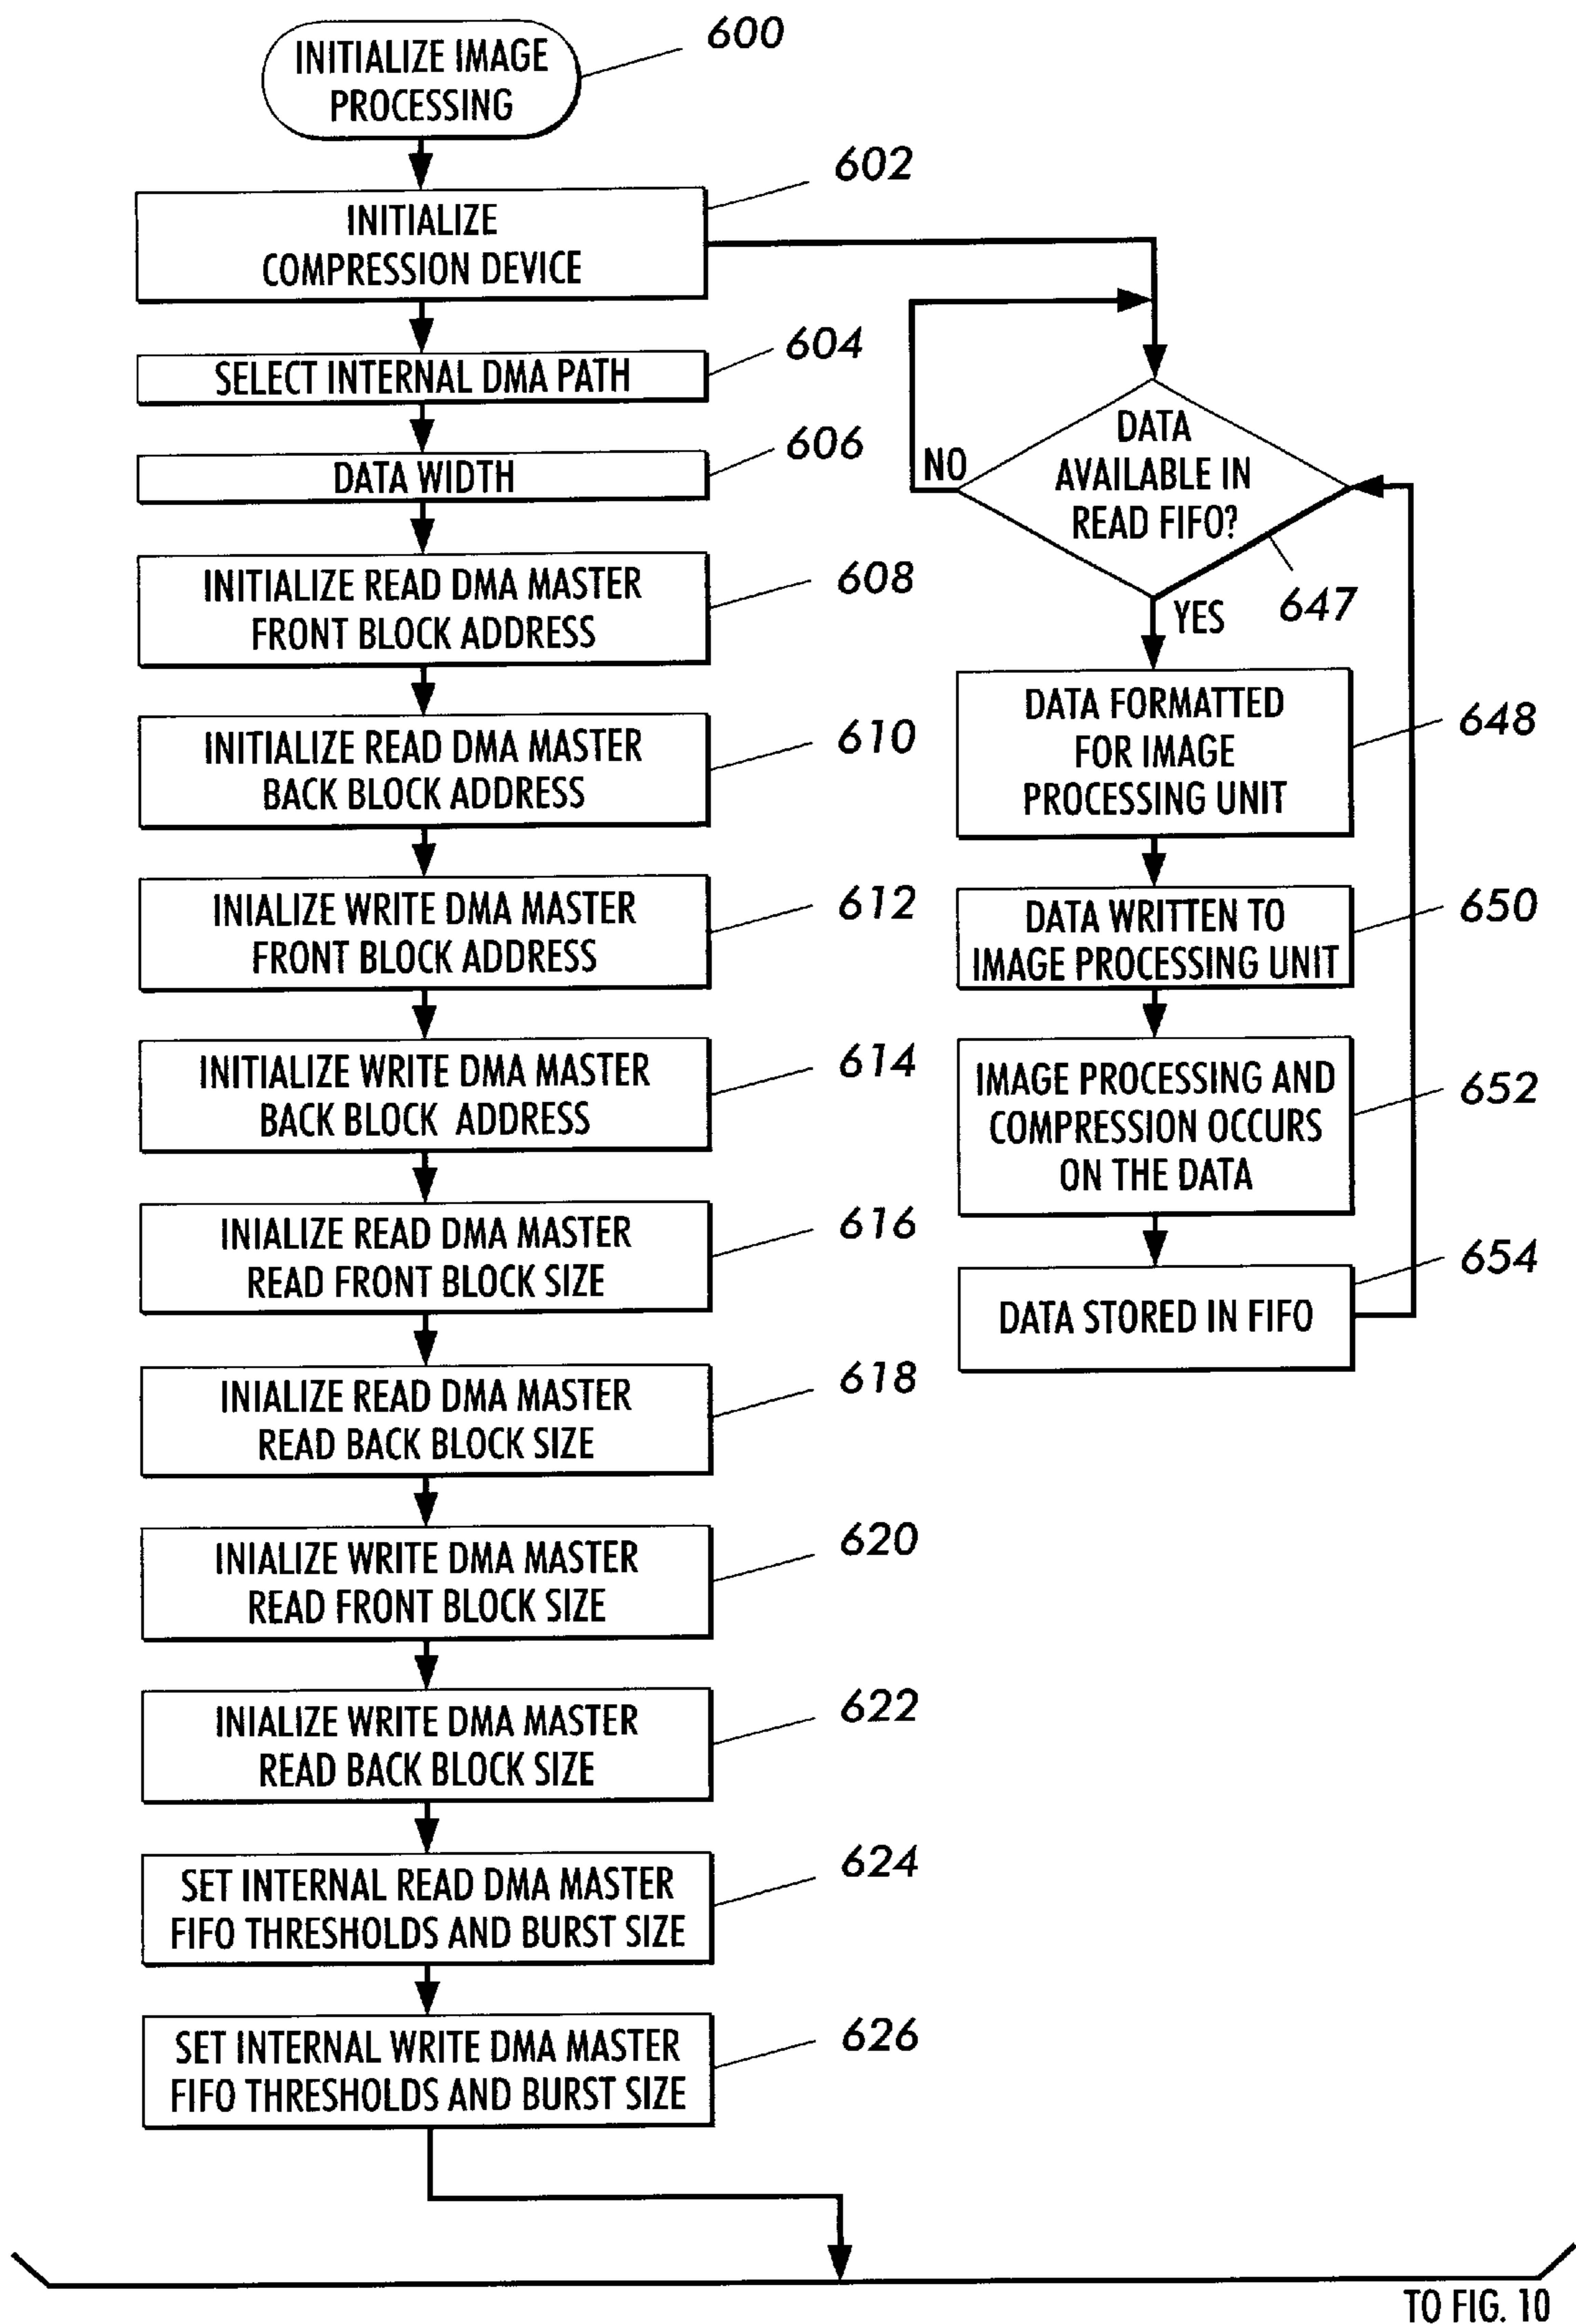 INITIALIZE IMAGE
PROCESSING
600
INITIALIZE
COMPRESSION DEVICE
602
SELECT INTERNAL DMA PATH
604
DATA WIDTH
606
INITIALIZE READ DMA MASTER
FRONT BLOCK ADDRESS
608
INITIALIZE READ DMA MASTER
BACK BLOCK ADDRESS
610
INIALIZE WRITE DMA MASTER
FRONT BLOCK ADDRESS
612
INITIALIZE WRITE DMA MASTER
BACK BLOCK ADDRESS
614
INIALIZE READ DMA MASTER
READ FRONT BLOCK SIZE
616
INIALIZE READ DMA MASTER
READ BACK BLOCK SIZE
618
INIALIZE WRITE DMA MASTER
READ FRONT BLOCK SIZE
620
INIALIZE WRITE DMA MASTER
READ BACK BLOCK SIZE
622
SET INTERNAL READ DMA MASTER
FIFO THRESHOLDS AND BURST SIZE
624
SET INTERNAL WRITE DMA MASTER
FIFO THRESHOLDS AND BURST SIZE
626
DATA
AVAILABLE IN
READ FIFO?
NO
YES
647
DATA FORMATTED
FOR IMAGE
PROCESSING UNIT
648
DATA WRITTEN TO
IMAGE PROCESSING UNIT
650
IMAGE PROCESSING AND
COMPRESSION OCCURS
ON THE DATA
652
DATA STORED IN FIFO
654
TO FIG. 10